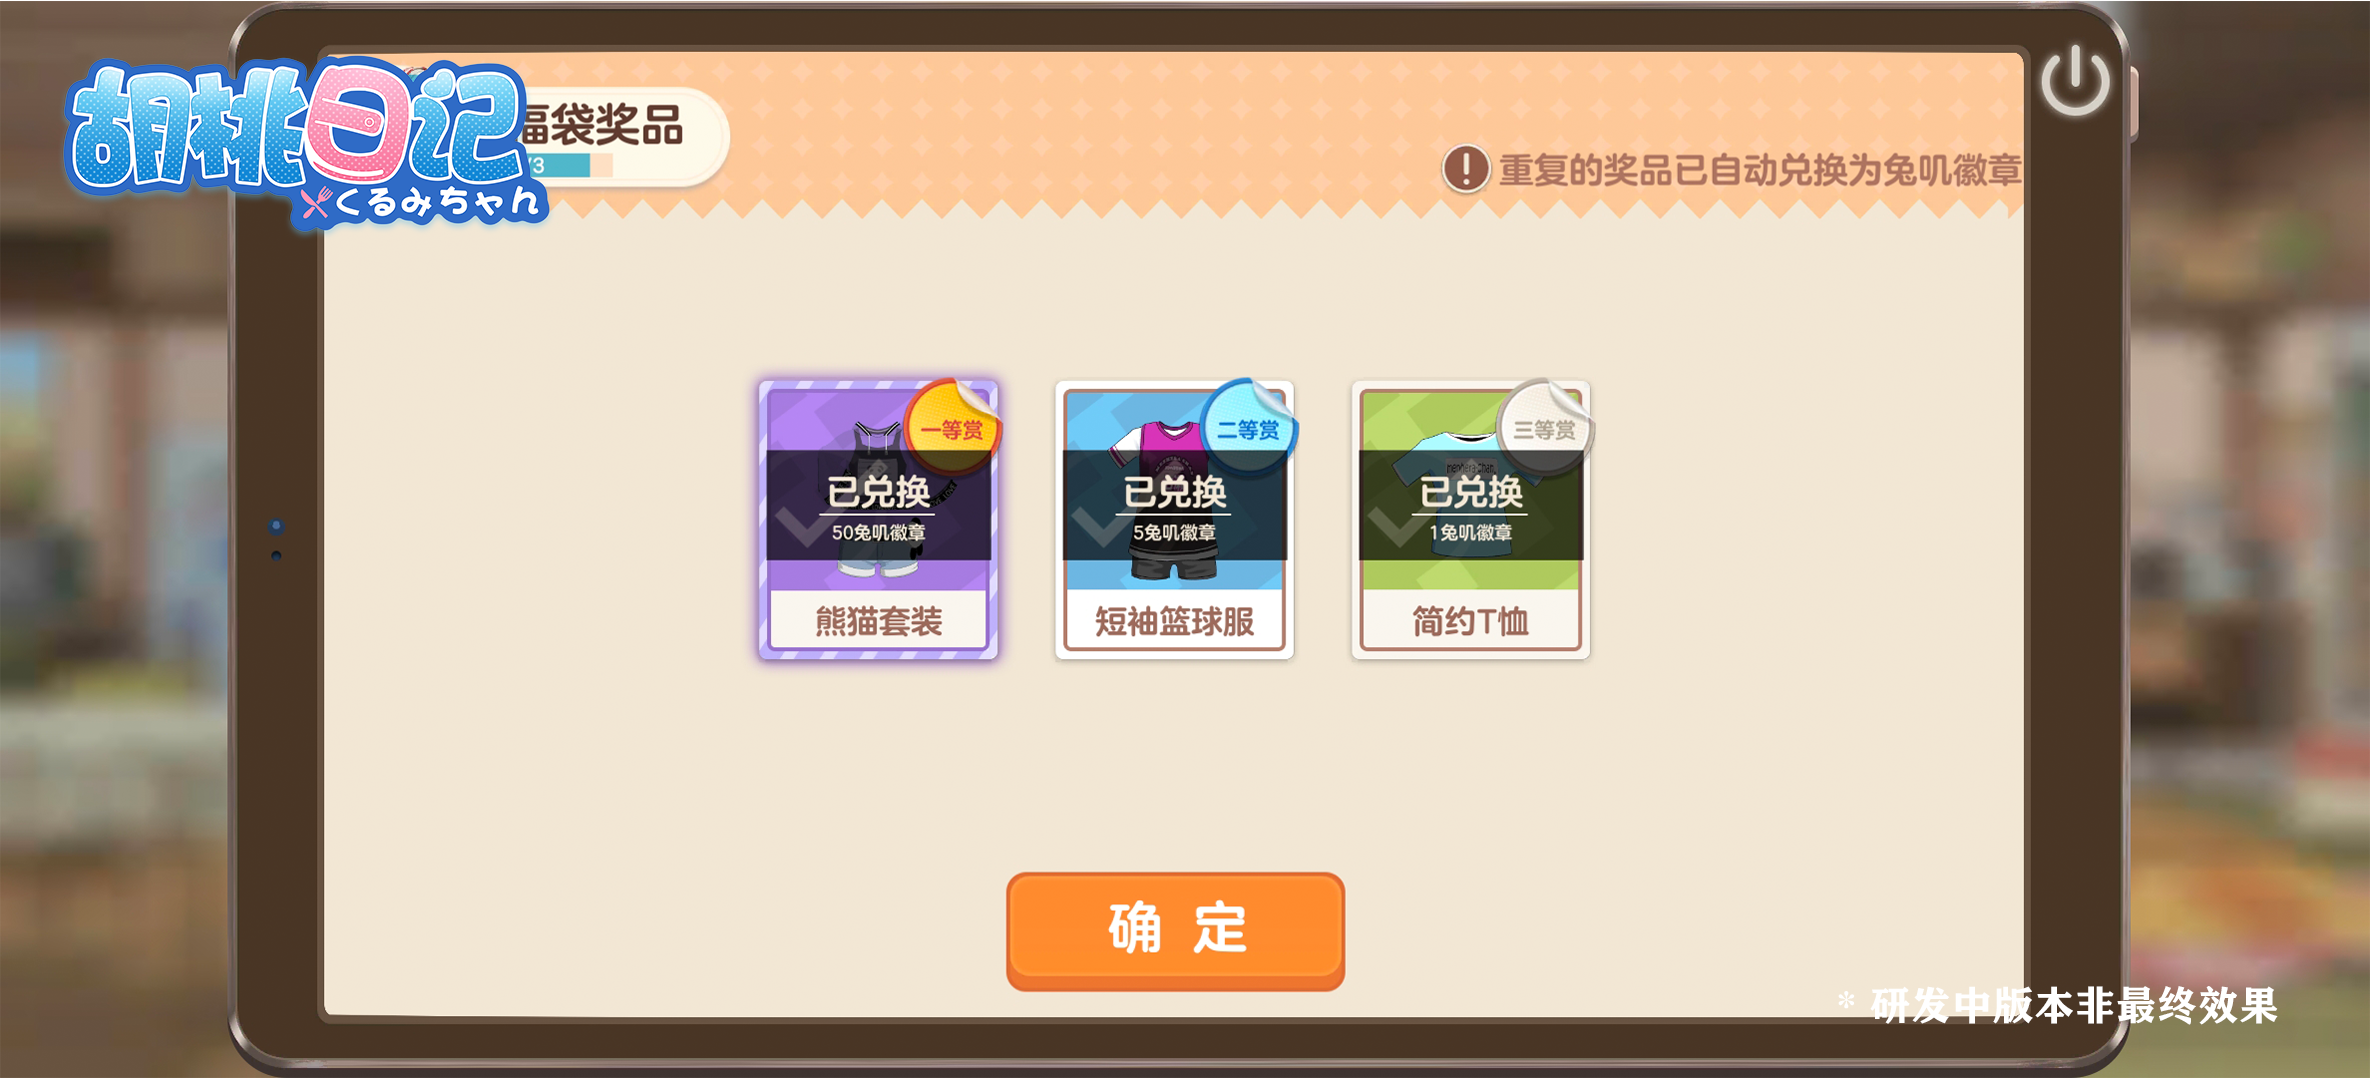 胡桃日记
くるみちゃん
福袋奖品
/3
重复的奖品已自动兑换为兔叽徽章
一等赏
已兑换
50兔叽徽章
熊猫套装
二等赏
已兑换
5兔叽徽章
短袖篮球服
三等赏
已兑换
1兔叽徽章
简约T恤
确 定
* 研发中版本非最终效果